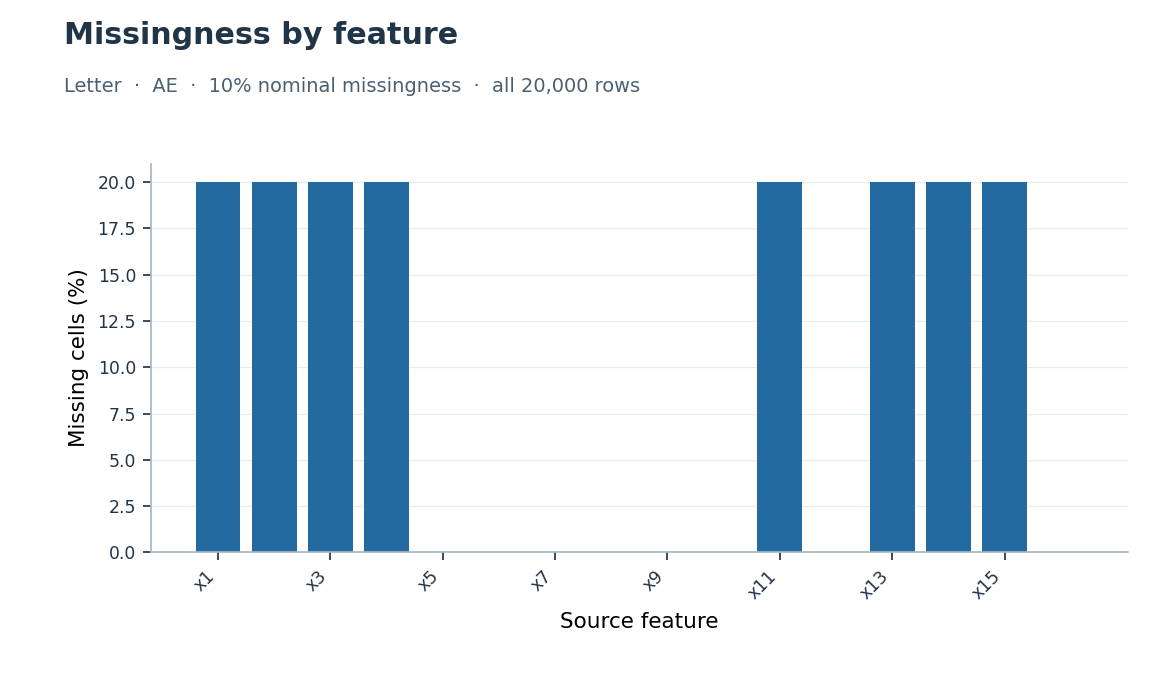 Missingness by feature
Letter · AE · 10% nominal missingness · all 20,000 rows
Missing cells (%)
20.0
17.5
15.0
12.5
10.0
7.5
5.0
2.5
0.0
x1 x3 x5 x7 x9 x11 x13 x15
Source feature